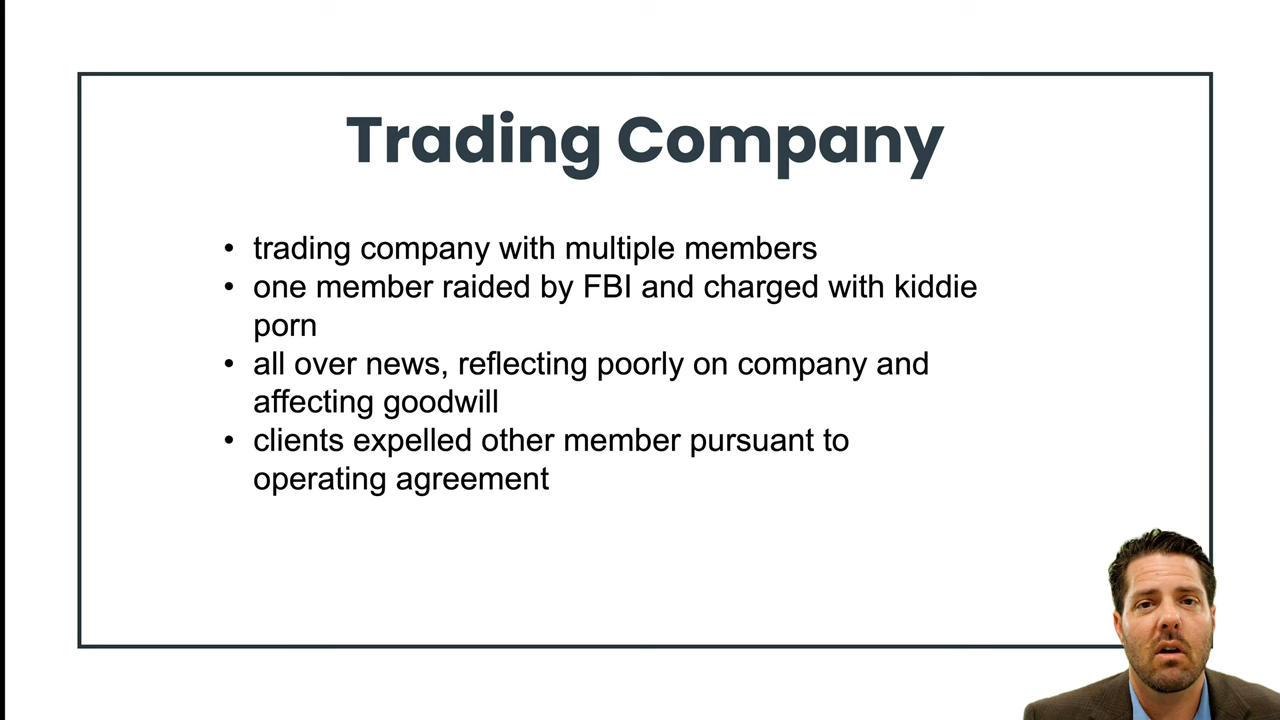 Trading Company
• trading company with multiple members
• one member raided by FBI and charged with kiddie
porn
• all over news, reflecting poorly on company and
affecting goodwill
• clients expelled other member pursuant to
operating agreement